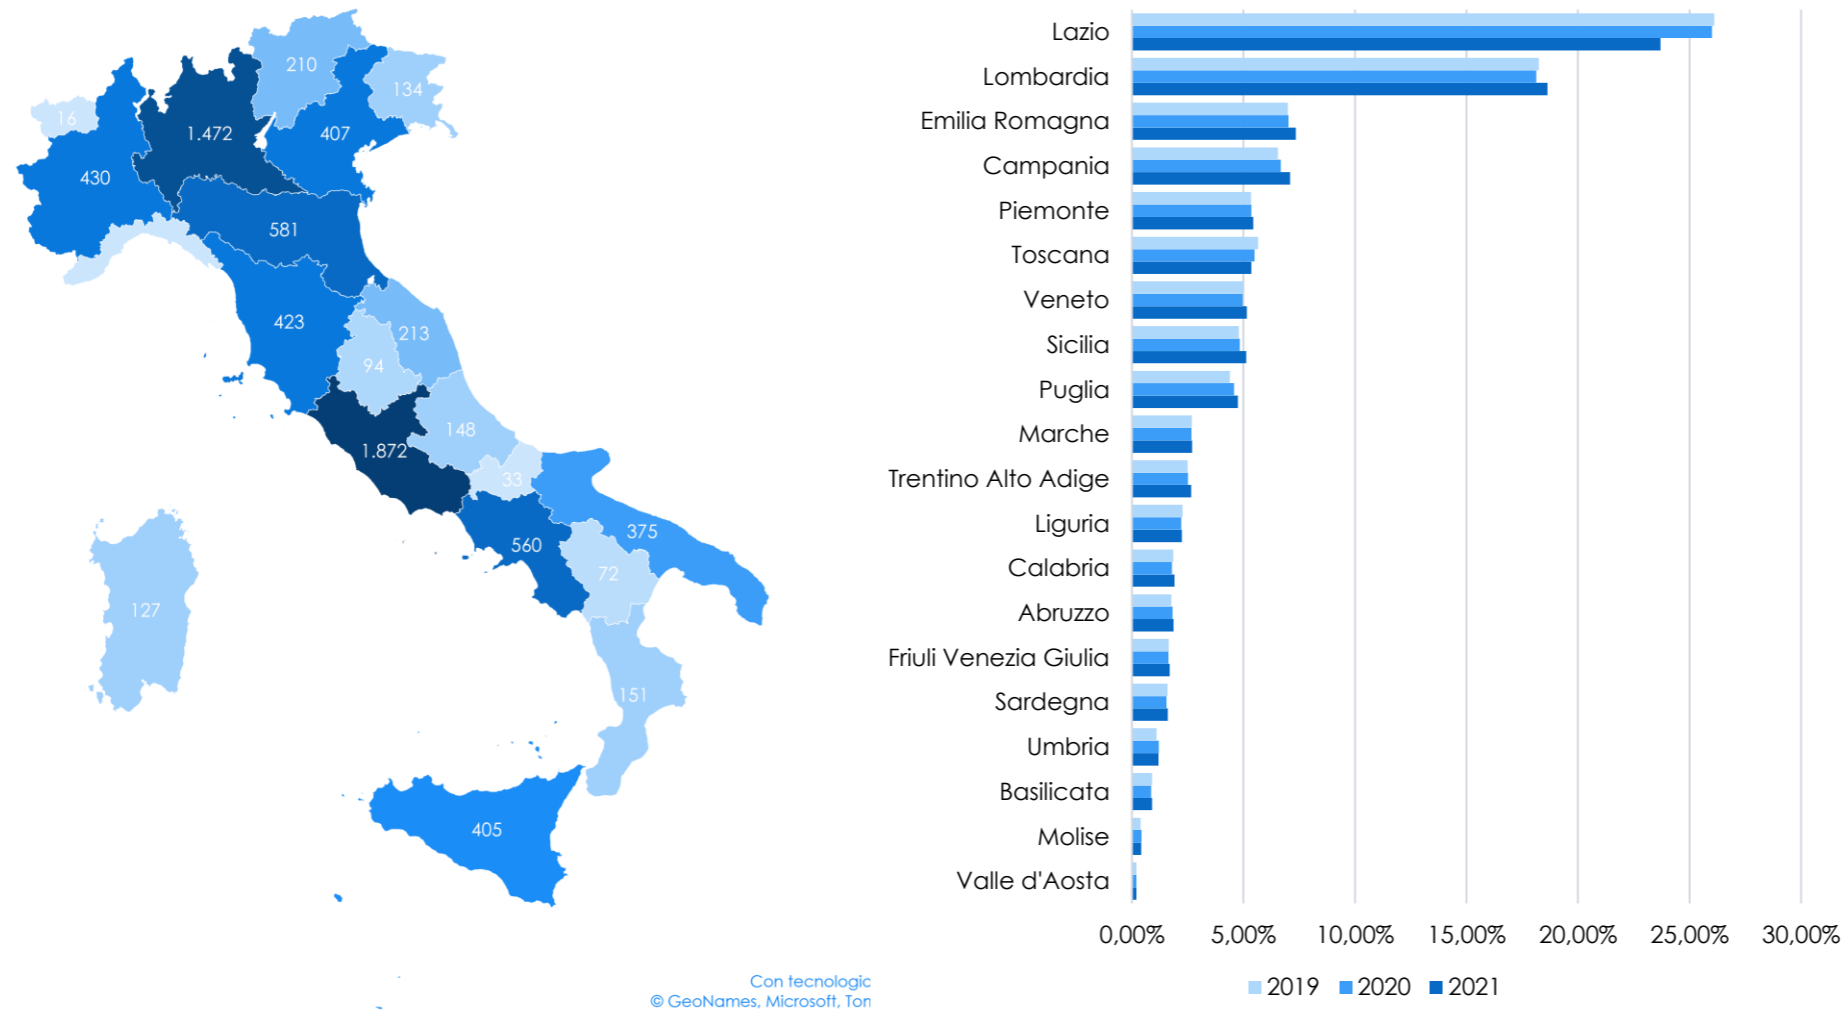 210
134
16
1.472
407
430
581
423
213
94
148
1.872
33
375
560
72
127
151
405
Con tecnologic
© GeoNames, Microsoft, Tom
Lazio
Lombardia
Emilia Romagna
Campania
Piemonte
Toscana
Veneto
Sicilia
Puglia
Marche
Trentino Alto Adige
Liguria
Calabria
Abruzzo
Friuli Venezia Giulia
Sardegna
Umbria
Basilicata
Molise
Valle d'Aosta
0,00% 5,00% 10,00% 15,00% 20,00% 25,00% 30,00%
2019 2020 2021